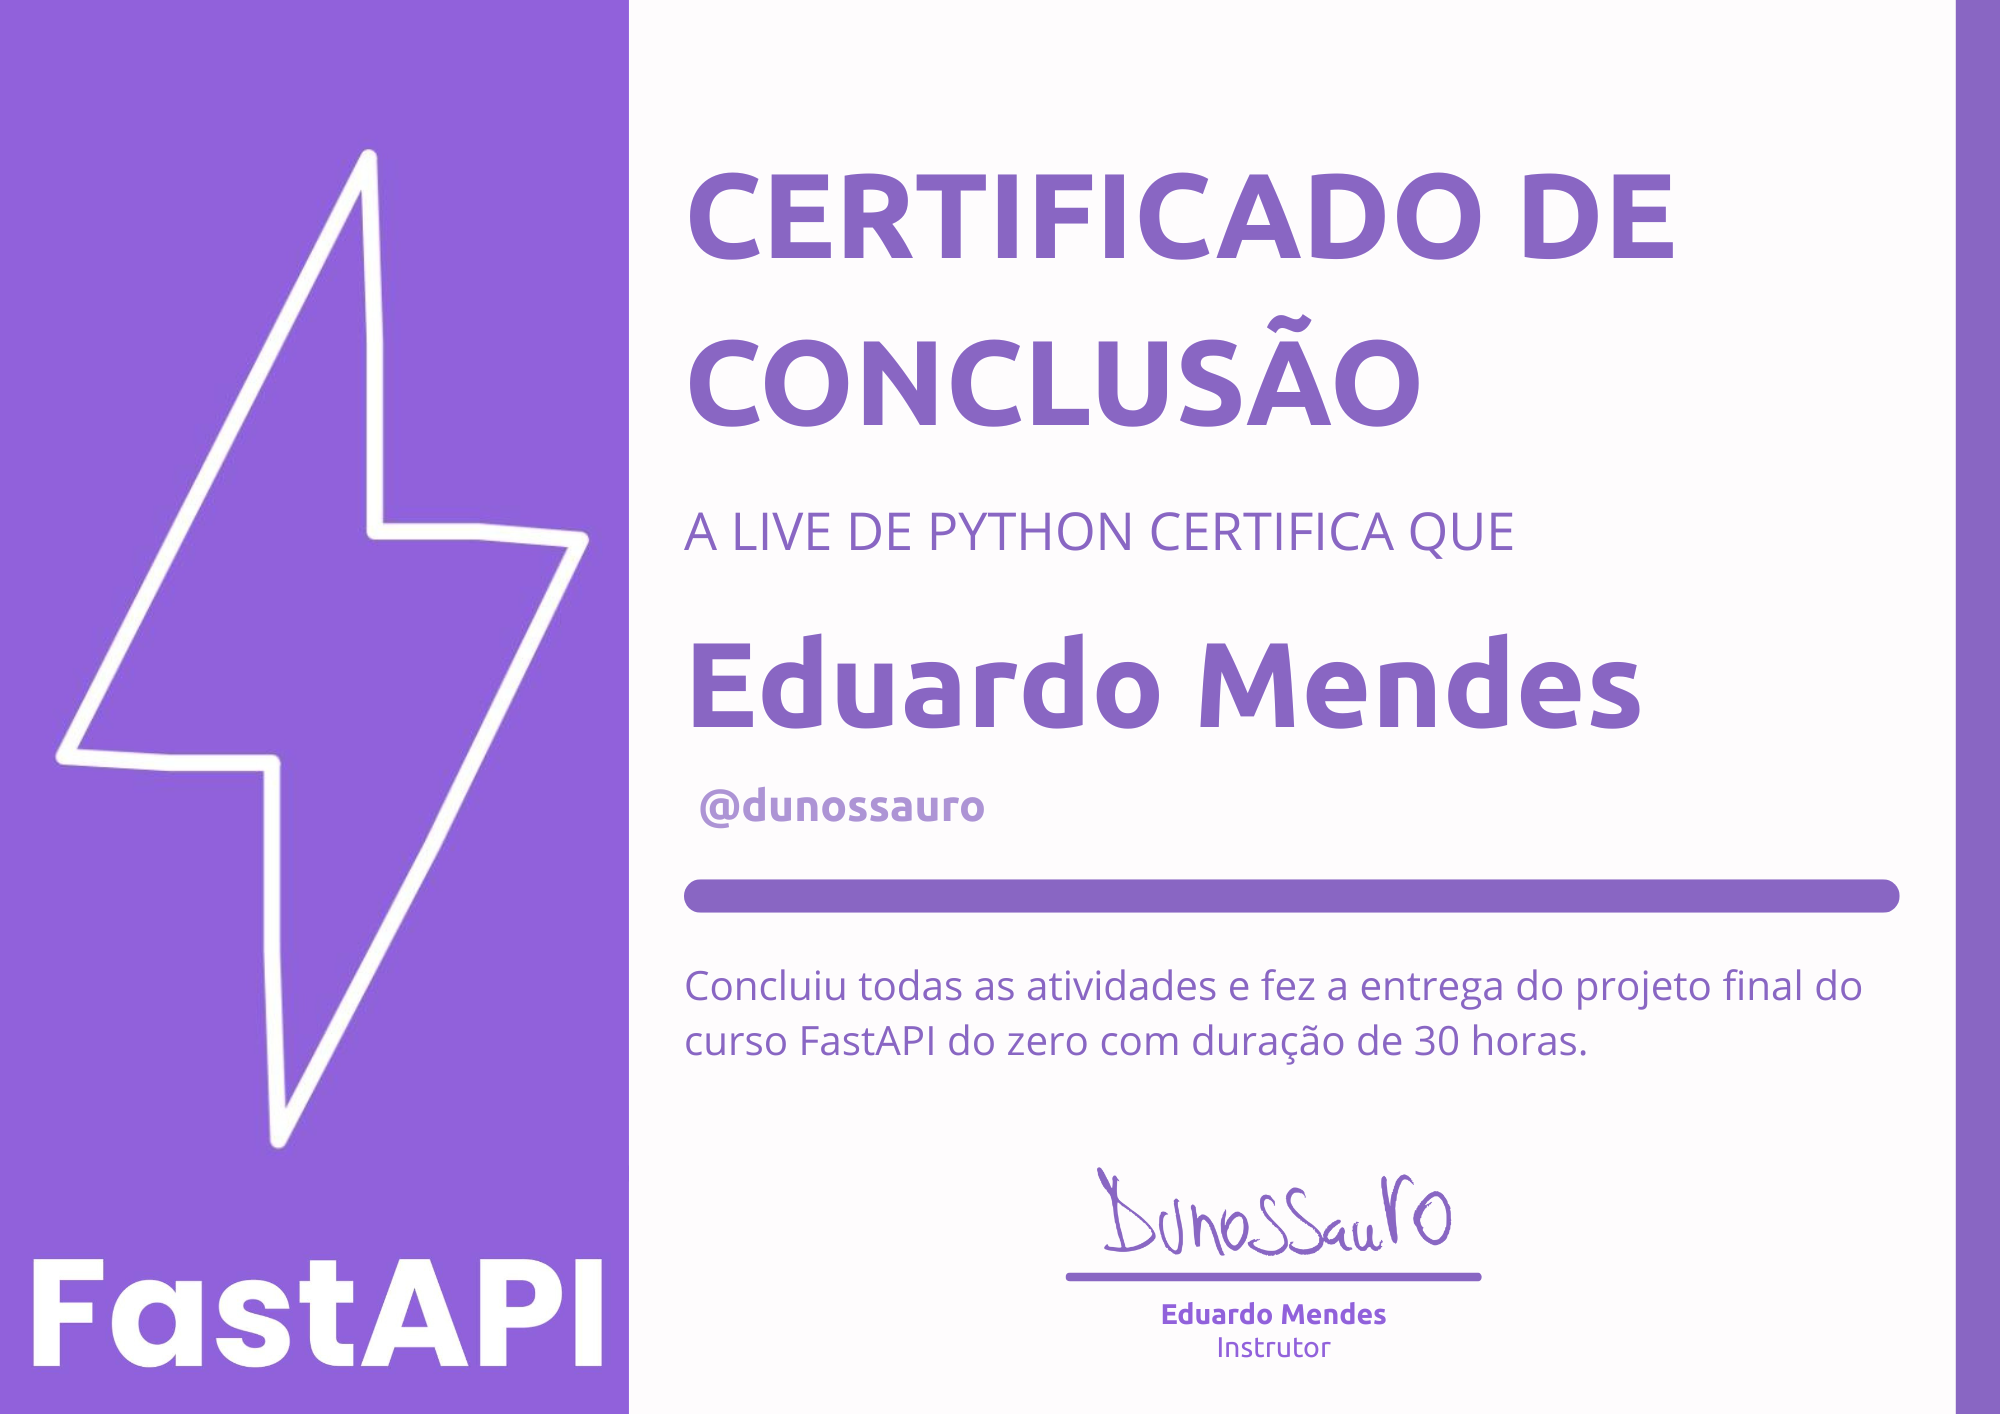 CERTIFICADO DE
CONCLUSÃO
A LIVE DE PYTHON CERTIFICA QUE
Eduardo Mendes
@dunossauro
Concluiu todas as atividades e fez a entrega do projeto final do
curso FastAPI do zero com duração de 30 horas.
Dunossauro
Eduardo Mendes
Instrutor
FastAPI